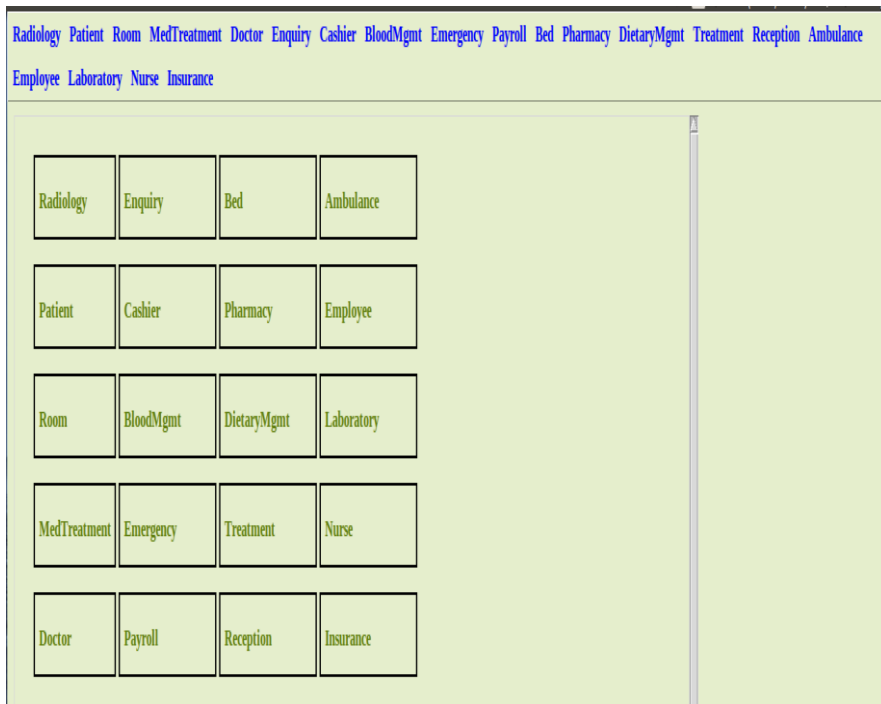 Radiology Patient Room MedTreatment Doctor Enquiry Cashier BloodMgmt Emergency Payroll Bed Pharmacy DietaryMgmt Treatment Reception Ambulance
Employee Laboratory Nurse Insurance
Radiology Enquiry Bed Ambulance
Patient Cashier Pharmacy Employee
Room BloodMgmt DietaryMgmt Laboratory
MedTreatment Emergency Treatment Nurse
Doctor Payroll Reception Insurance